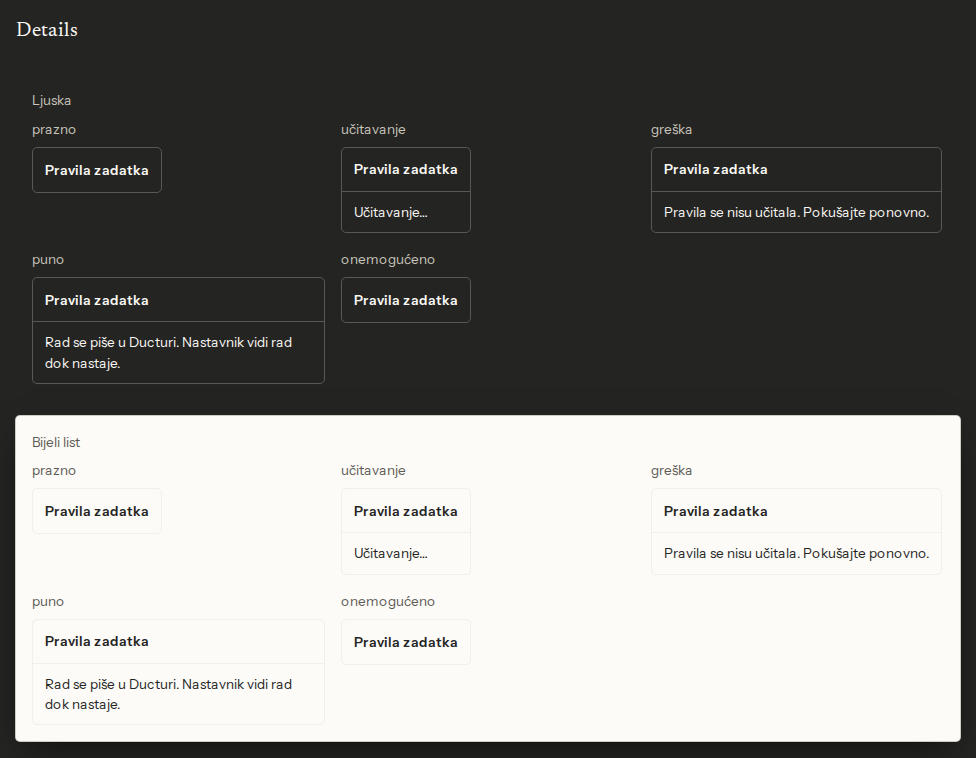 Details
Ljuska
prazno
učitavanje
greška
Pravila zadatka
Pravila zadatka
Pravila zadatka
Učitavanje...
Pravila se nisu učitala. Pokušajte ponovno.
puno
onemogućeno
Pravila zadatka
Pravila zadatka
Rad se piše u Ducturi. Nastavnik vidi rad
dok nastaje.
Bijeli list
prazno
učitavanje
greška
Pravila zadatka
Pravila zadatka
Pravila zadatka
Učitavanje...
Pravila se nisu učitala. Pokušajte ponovno.
puno
onemogućeno
Pravila zadatka
Pravila zadatka
Rad se piše u Ducturi. Nastavnik vidi rad
dok nastaje.